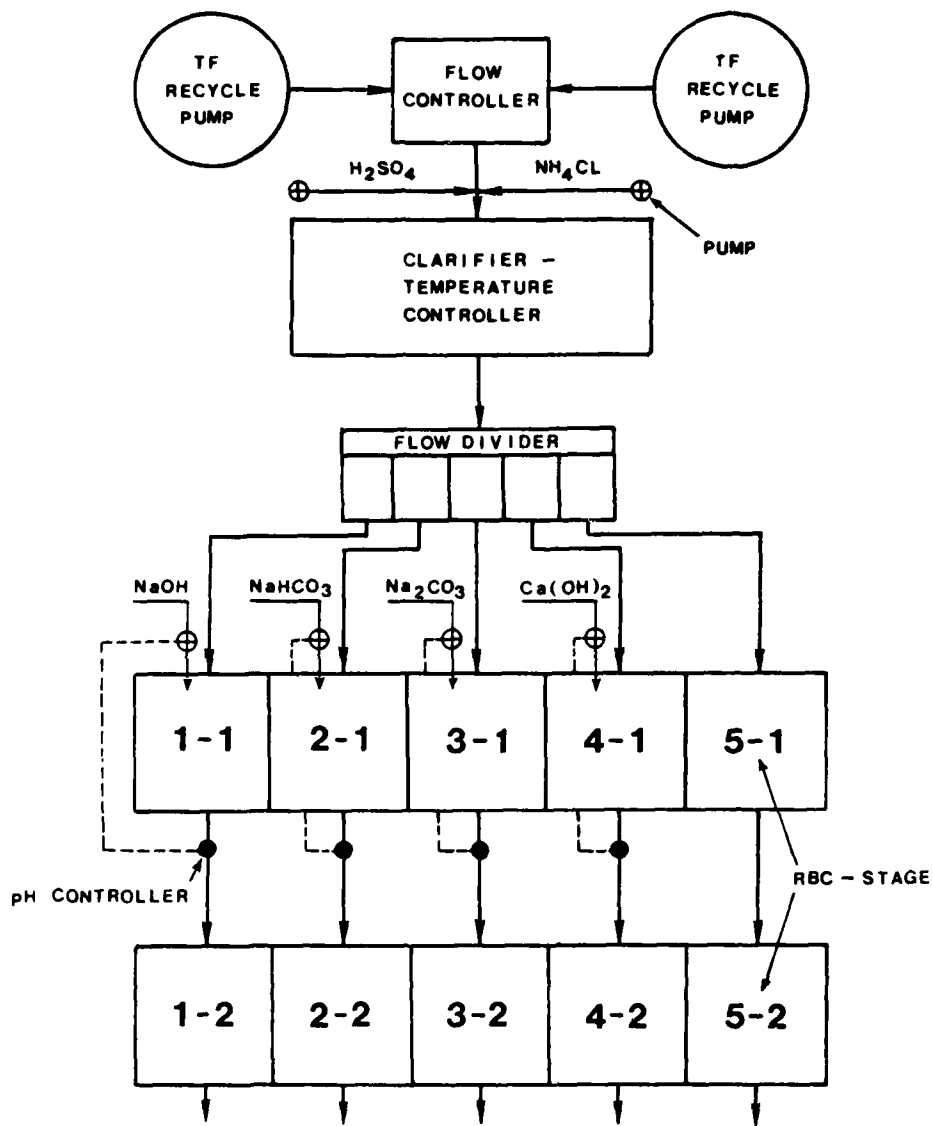 TF
RECYCLE
PUMP
FLOW
CONTROLLER
TF
RECYCLE
PUMP
H₂SO₄
NH₄CL
PUMP
CLARIFIER –
TEMPERATURE
CONTROLLER
FLOW DIVIDER
NaOH
NaHCO₃
Na₂CO₃
Ca(OH)₂
1-1
2-1
3-1
4-1
5-1
pH CONTROLLER
RBC – STAGE
1-2
2-2
3-2
4-2
5-2